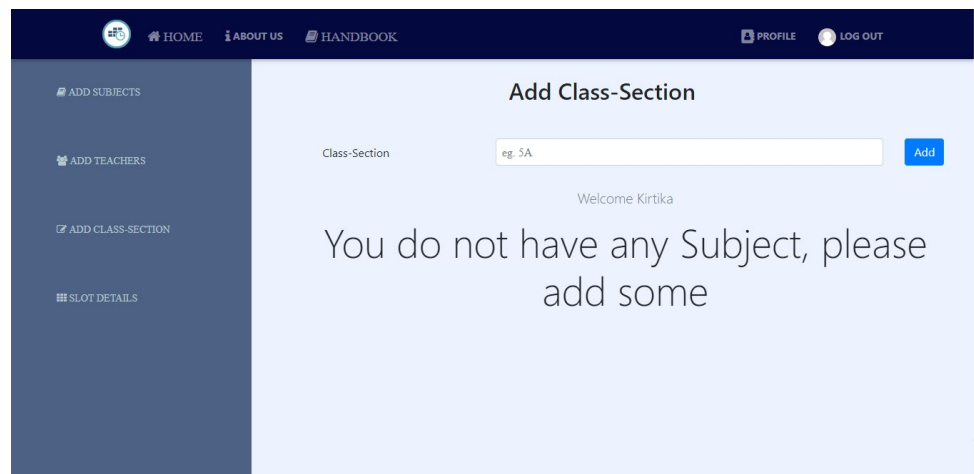 HOME ABOUT US HANDBOOK PROFILE LOG OUT
ADD SUBJECTS
ADD TEACHERS
ADD CLASS-SECTION
SLOT DETAILS
Add Class-Section
Class-Section eg. 5A Add
Welcome Kirtika
You do not have any Subject, please
add some